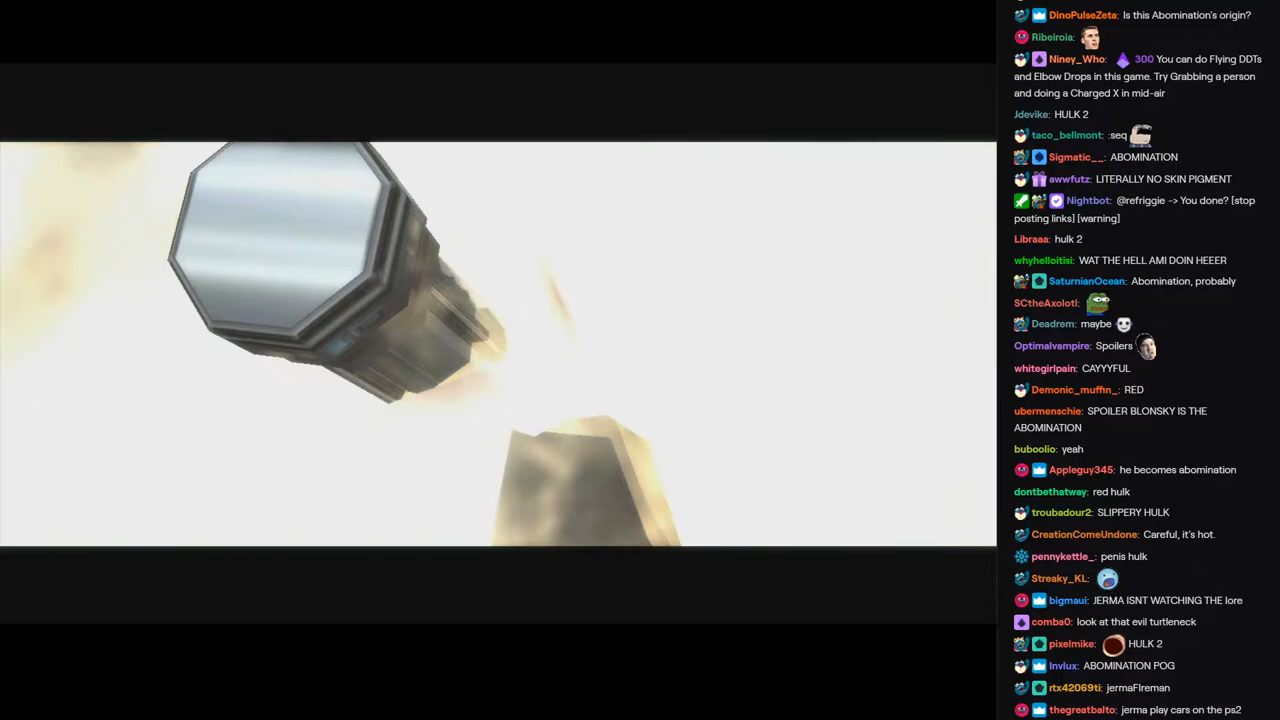 DinoPulseZeta: Is this Abomination's origin?
Ribeiroia:
Niney_Who: 300 You can do Flying DDTs
and Elbow Drops in this game. Try Grabbing a person
and doing a Charged X in mid-air
Jdevike: HULK 2
taco_bellmont: :seq
Sigmatic__: ABOMINATION
awwfutz: LITERALLY NO SKIN PIGMENT
Nightbot: @refriggie -> You done? [stop
posting links] [warning]
Libraaa: hulk 2
whyhelloitisi: WAT THE HELL AMI DOIN HEEER
SaturnianOcean: Abomination, probably
SCtheAxolotl:
Deadrem: maybe
Optimalvampire: Spoilers
whitegirlpain: CAYYYFUL
Demonic_muffin_: RED
ubermenschie: SPOILER BLONSKY IS THE
ABOMINATION
buboolio: yeah
Appleguy345: he becomes abomination
dontbethatway: red hulk
troubadour2: SLIPPERY HULK
CreationComeUndone: Careful, it's hot.
pennykettle_: penis hulk
Streaky_KL:
bigmaui: JERMA ISNT WATCHING THE lore
comba0: look at that evil turtleneck
pixelmike: HULK 2
Invlux: ABOMINATION POG
rtx42069ti: jermaFIreman
thegreatbalto: jerma play cars on the ps2